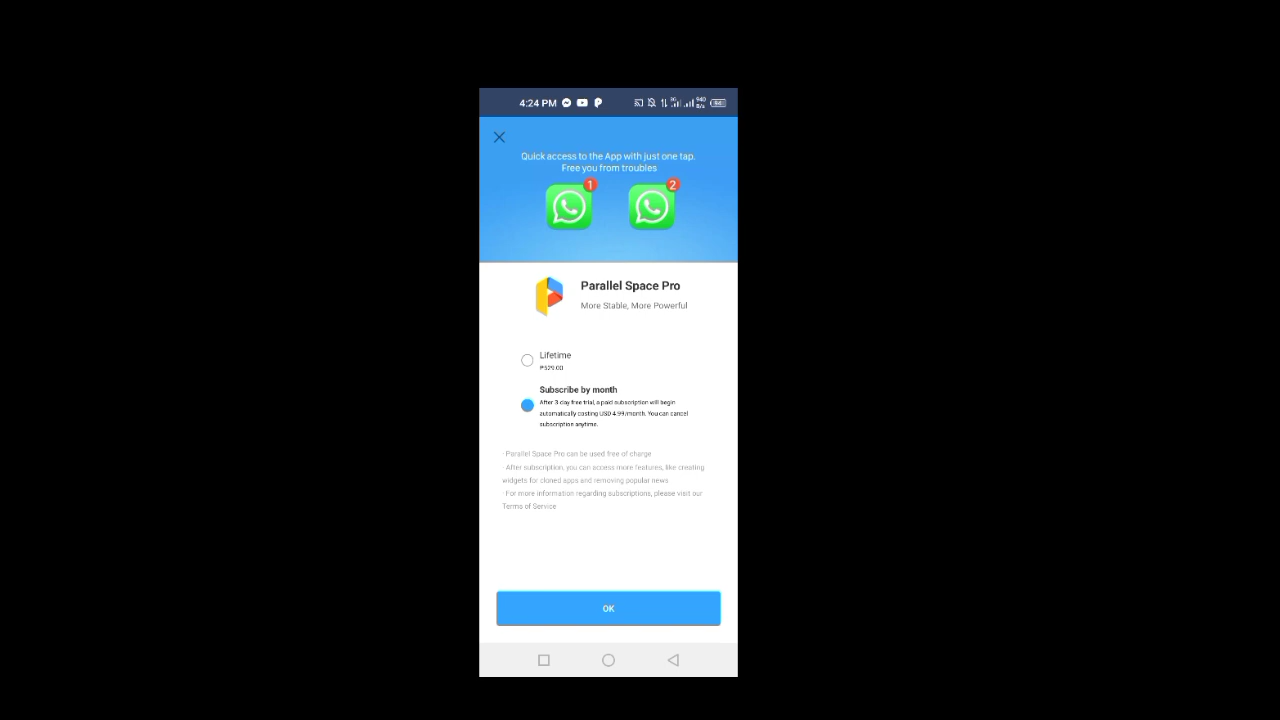 4:24 PM
Quick access to the App with just one tap.
Free you from troubles
1
2
Parallel Space Pro
More Stable, More Powerful
Lifetime
₱529.00
Subscribe by month
After 3 day free trial, a paid subscription will begin
automatically costing USD 4.99/month. You can cancel
subscription anytime.
· Parallel Space Pro can be used free of charge
· After subscription, you can access more features, like creating
widgets for cloned apps and removing popular news
· For more information regarding subscriptions, please visit our
Terms of Service
OK